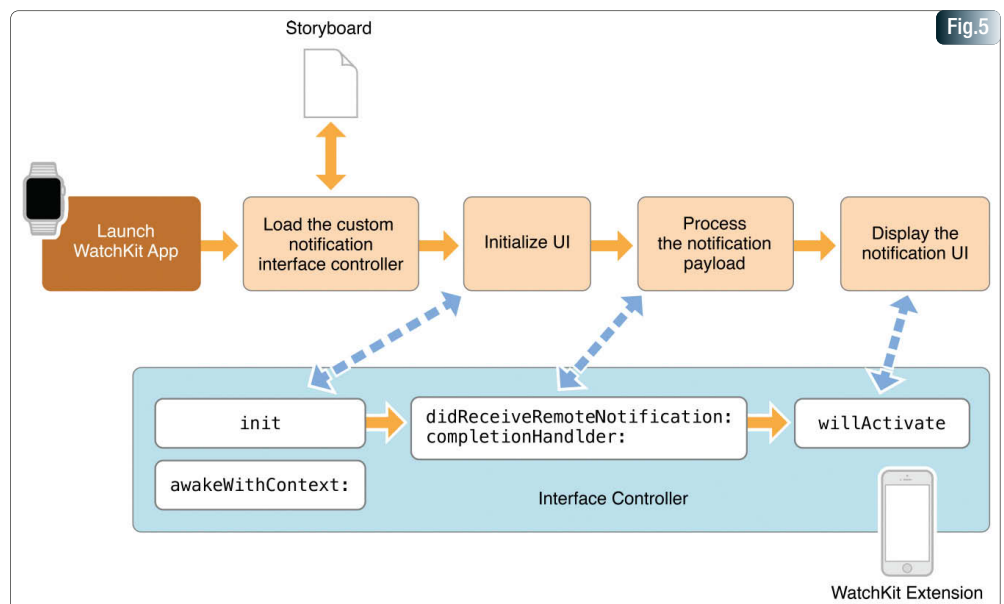 Fig.5
Storyboard
Launch
WatchKit App
Load the custom
notification
interface controller
Initialize UI
Process
the notification
payload
Display the
notification UI
init
didReceiveRemoteNotification:
completionHandlder:
willActivate
awakeWithContext:
Interface Controller
WatchKit Extension